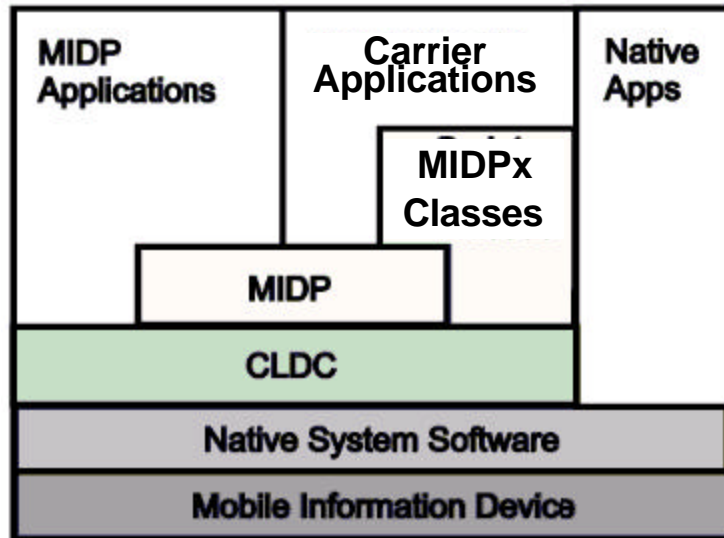 MIDP
Applications
Carrier
Applications
Native
Apps
MIDPx
Classes
MIDP
CLDC
Native System Software
Mobile Information Device